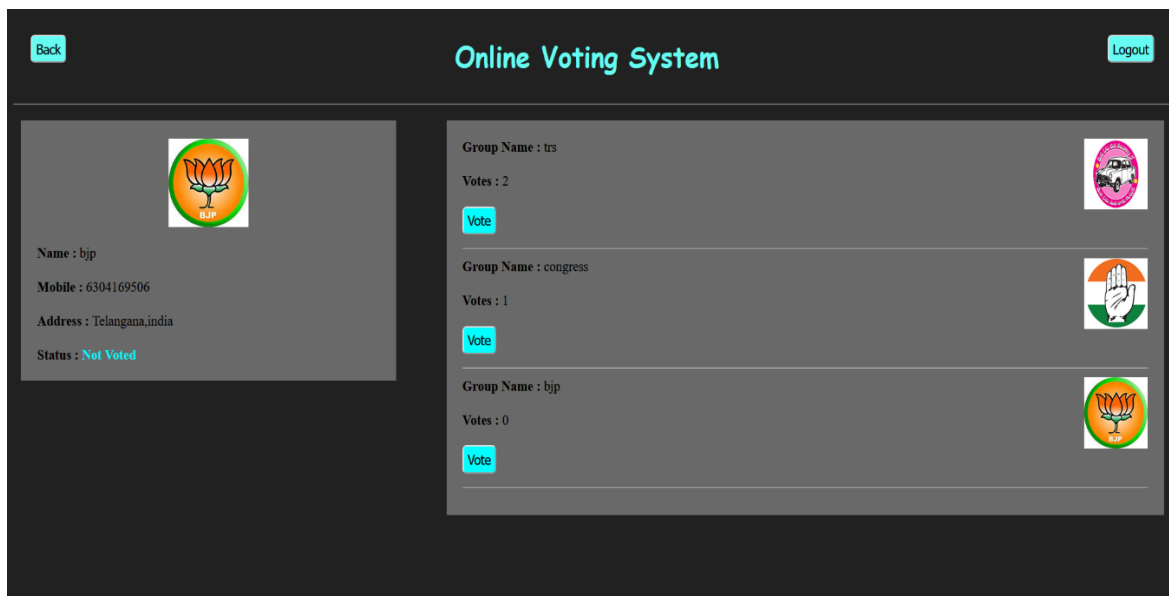 Back
Online Voting System
Logout
BJP
Name : bjp
Mobile : 6304169506
Address : Telangana,india
Status : Not Voted
Group Name : trs
Votes : 2
Vote
Group Name : congress
Votes : 1
Vote
Group Name : bjp
Votes : 0
Vote
BJP